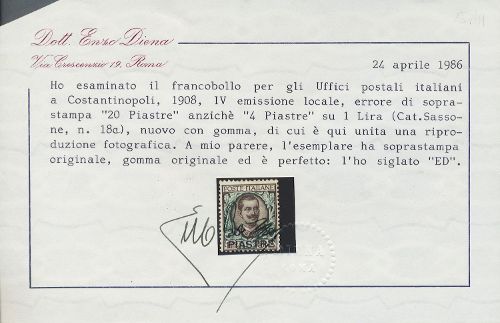 Dott. Enzo Diena
Via Crescenzio 19, Roma
24 aprile 1986
Ho esaminato il francobollo per gli Uffici postali italiani
a Costantinopoli, 1908, IV emissione locale, errore di sopra-
stampa "20 Piastre" anzichè "4 Piastre" su 1 Lira (Cat.Sasso-
ne, n. 18α), nuovo con gomma, di cui è qui unita una ripro-
duzione fotografica. A mio parere, l'esemplare ha soprastampa
originale, gomma originale ed è perfetto: l'ho siglato "ED".
POSTE ITALIANE
PIASTRE